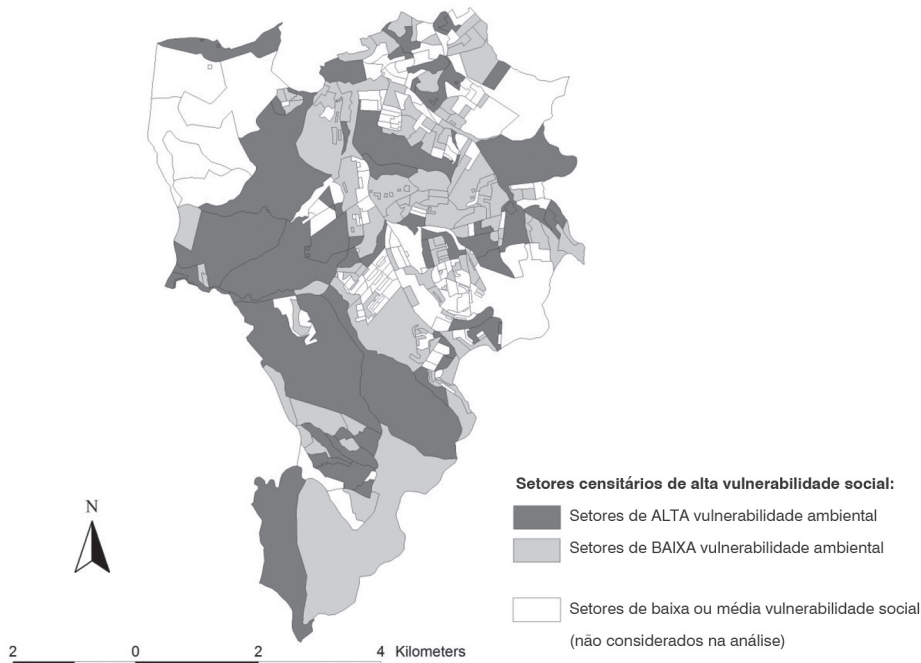 Setores censitários de alta vulnerabilidade social:
Setores de ALTA vulnerabilidade ambiental
Setores de BAIXA vulnerabilidade ambiental
N
Setores de baixa ou média vulnerabilidade social
(não considerados na análise)
2 0 2 4 Kilometers